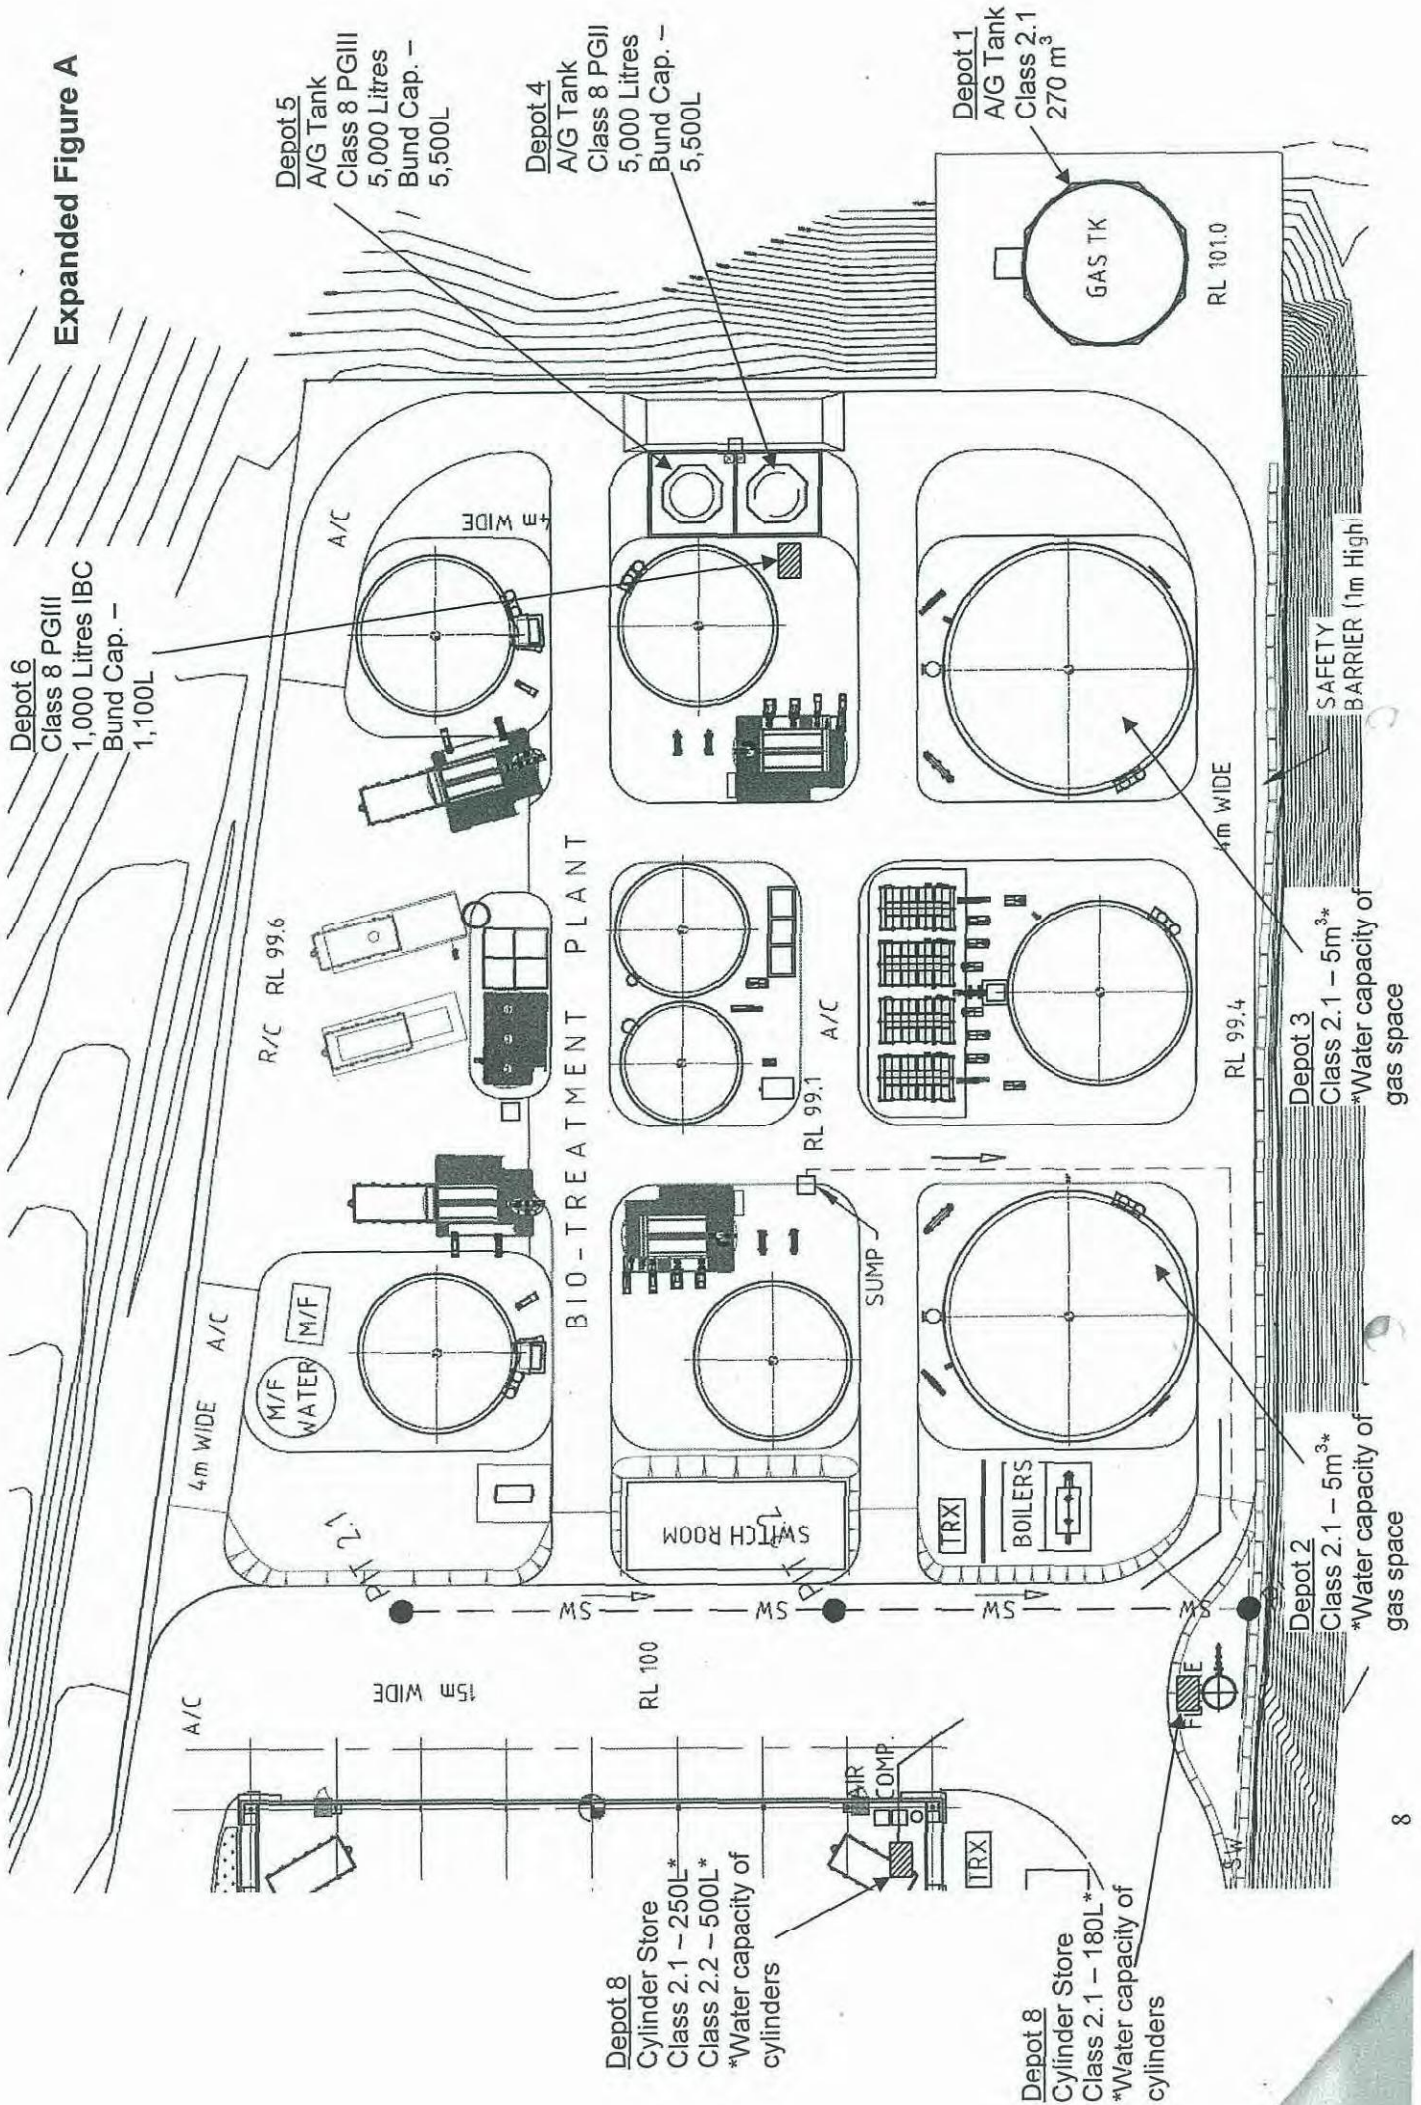 Expanded Figure A
Depot 6
Class 8 PGIII
1,000 Litres IBC
Bund Cap. –
1,100L
Depot 5
A/G Tank
Class 8 PGIII
5,000 Litres
Bund Cap. –
5,500L
Depot 4
A/G Tank
Class 8 PGII
5,000 Litres
Bund Cap. –
5,500L
Depot 1
A/G Tank
Class 2.1
270 m³
GAS TK
RL 101.0
A/C
4m WIDE
R/C
RL 99.6
BIO-TREATMENT PLANT
A/C
RL 99.1
SUMP
4m WIDE
A/C
M/F
WATER
M/F
PIT 2.1
SWITCH ROOM
PIT
TRX
BOILERS
SW
SW
SW
SW
4m WIDE
RL 99.4
SAFETY
BARRIER (1m High)
A/C
15m WIDE
RL 100
AIR
COMP.
TRX
SW
Depot 8
Cylinder Store
Class 2.1 – 250L*
Class 2.2 – 500L*
*Water capacity of
cylinders
Depot 8
Cylinder Store
Class 2.1 – 180L*
*Water capacity of
cylinders
Depot 2
Class 2.1 – 5m³*
*Water capacity of
gas space
Depot 3
Class 2.1 – 5m³*
*Water capacity of
gas space
8